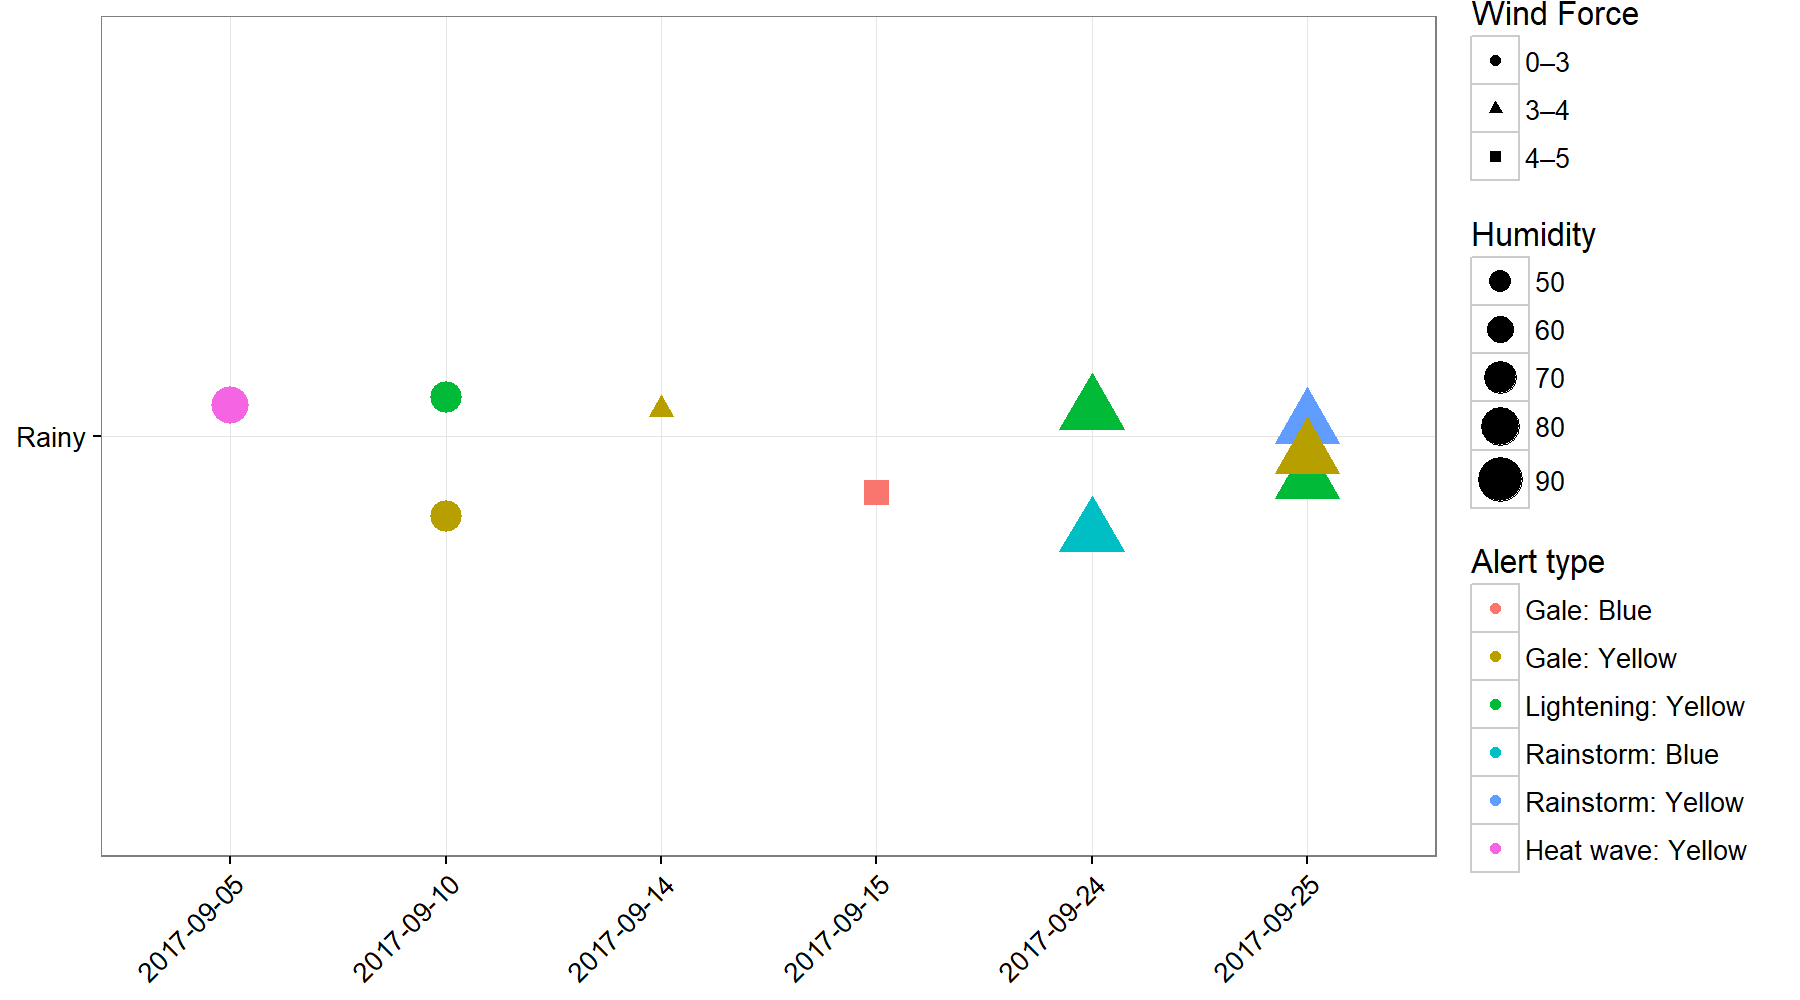 Rainy
2017-09-05
2017-09-10
2017-09-14
2017-09-15
2017-09-24
2017-09-25
Wind Force
0–3
3–4
4–5
Humidity
50
60
70
80
90
Alert type
Gale: Blue
Gale: Yellow
Lightening: Yellow
Rainstorm: Blue
Rainstorm: Yellow
Heat wave: Yellow